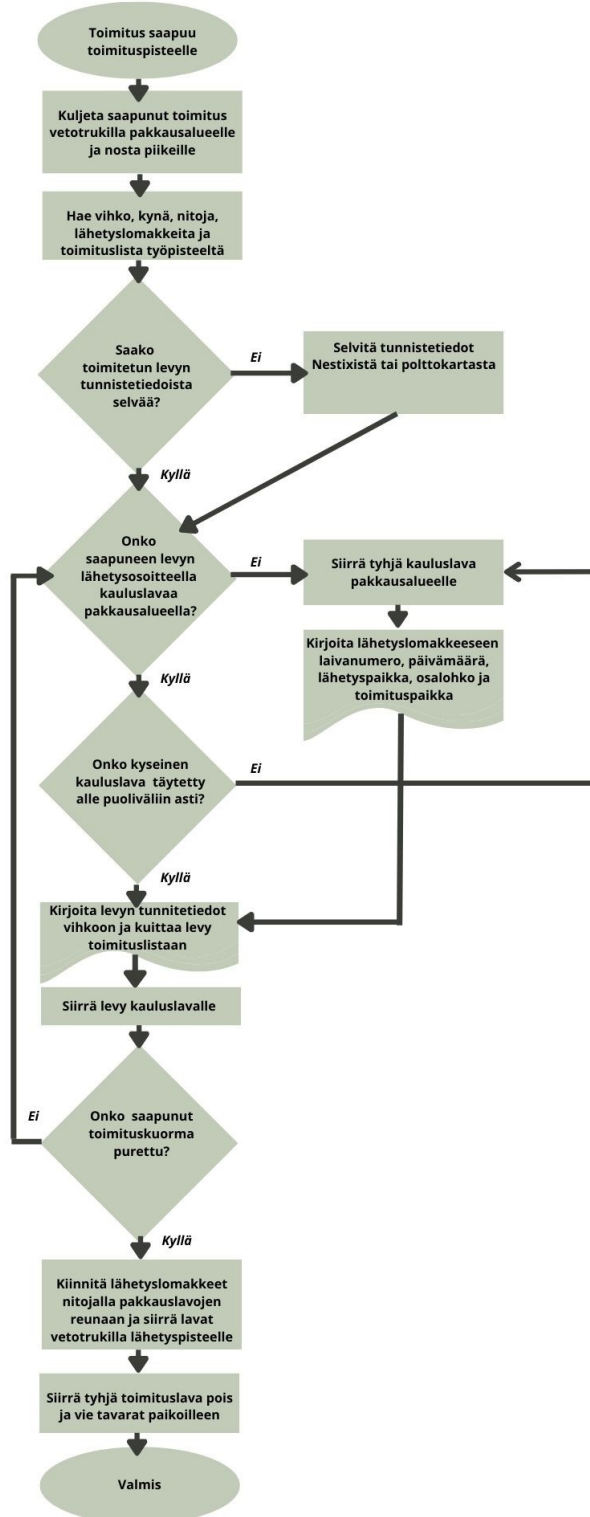 Toimitus saapuu
toimituspisteelle
Kuljeta saapunut toimitus
vetotrukilla pakkausalueelle
ja nosta piikeille
Hae vihko, kynä, nitoja,
lähetyslomakkeita ja
toimituslista työpisteeltä
Saako
toimitetun levyn
tunnistetiedoista
selvää?
Ei
Selvitä tunnistetiedot
Nestixistä tai polttokartasta
Kyllä
Onko
saapuneen levyn
lähetysosoitteella
kauluslavaa
pakkausalueella?
Ei
Siirrä tyhjä kauluslava
pakkausalueelle
Kirjoita lähetyslomakkeeseen
laivanumero, päivämäärä,
lähetyspaikka, osalohko ja
toimituspaikka
Kyllä
Onko kyseinen
kauluslava täytetty
alle puoliväliin asti?
Ei
Kyllä
Kirjoita levyn tunnitetiedot
vihkoon ja kuittaa levy
toimituslistaan
Siirrä levy kauluslavalle
Onko saapunut
toimituskuorma
purettu?
Ei
Kyllä
Kiinnitä lähetyslomakkeet
nitojalla pakkauslavojen
reunaan ja siirrä lavat
vetotrukilla lähetyspisteelle
Siirrä tyhjä toimituslava pois
ja vie tavarat paikoilleen
Valmis